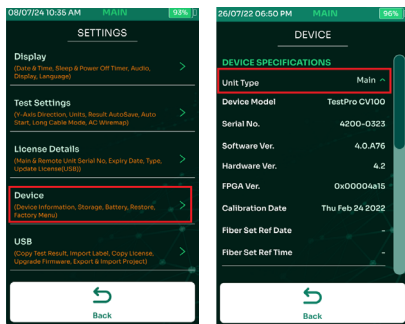 08/07/24 10:35 AM MAIN 93%
SETTINGS
Display
(Date & Time, Sleep & Power Off Timer, Audio,
Display, Language)
Test Settings
(Y-Axis Direction, Units, Result AutoSave, Auto
Start, Long Cable Mode, AC Wiremap)
License Details
(Main & Remote Unit Serial No, Expiry Date, Type,
Update License(USB))
Device
(Device Information, Storage, Battery, Restore,
Factory Menu)
USB
(Copy Test Result, Import Label, Copy License,
Upgrade Firmware, Export & Import Project)
Back
26/07/22 06:50 PM MAIN 96%
DEVICE
DEVICE SPECIFICATIONS
Unit Type Main
Device Model TestPro CV100
Serial No. 4200-0323
Software Ver. 4.0.A76
Hardware Ver. 4.2
FPGA Ver. 0x00004a15
Calibration Date Thu Feb 24 2022
Fiber Set Ref Date -
Fiber Set Ref Time -
Back